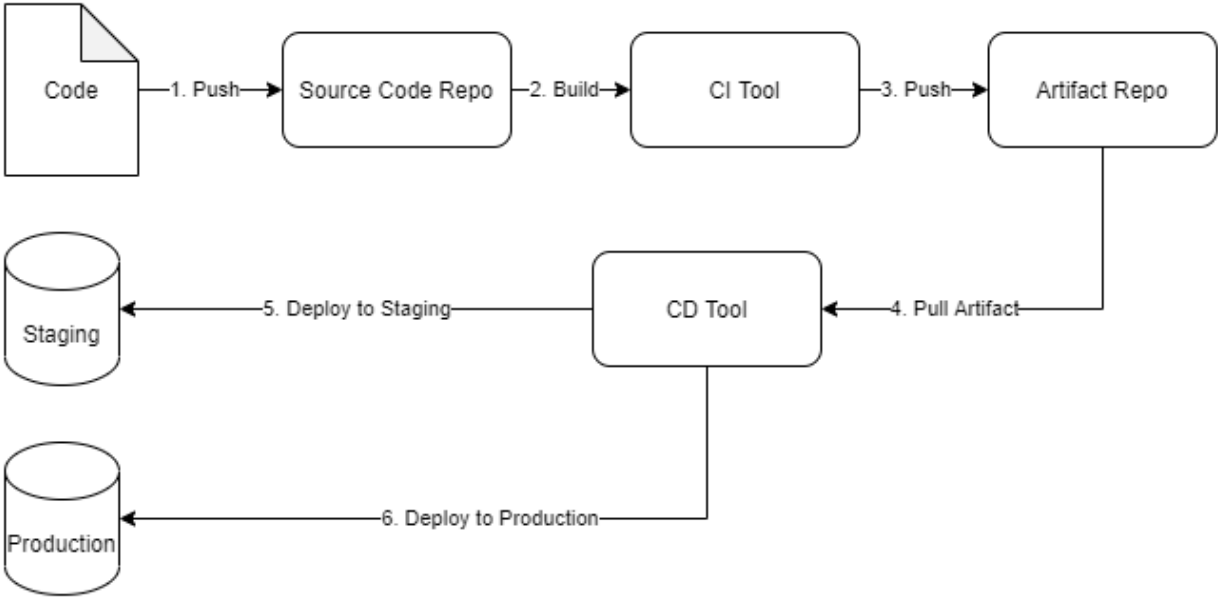 Code
1. Push
Source Code Repo
2. Build
CI Tool
3. Push
Artifact Repo
Staging
5. Deploy to Staging
CD Tool
4. Pull Artifact
Production
6. Deploy to Production